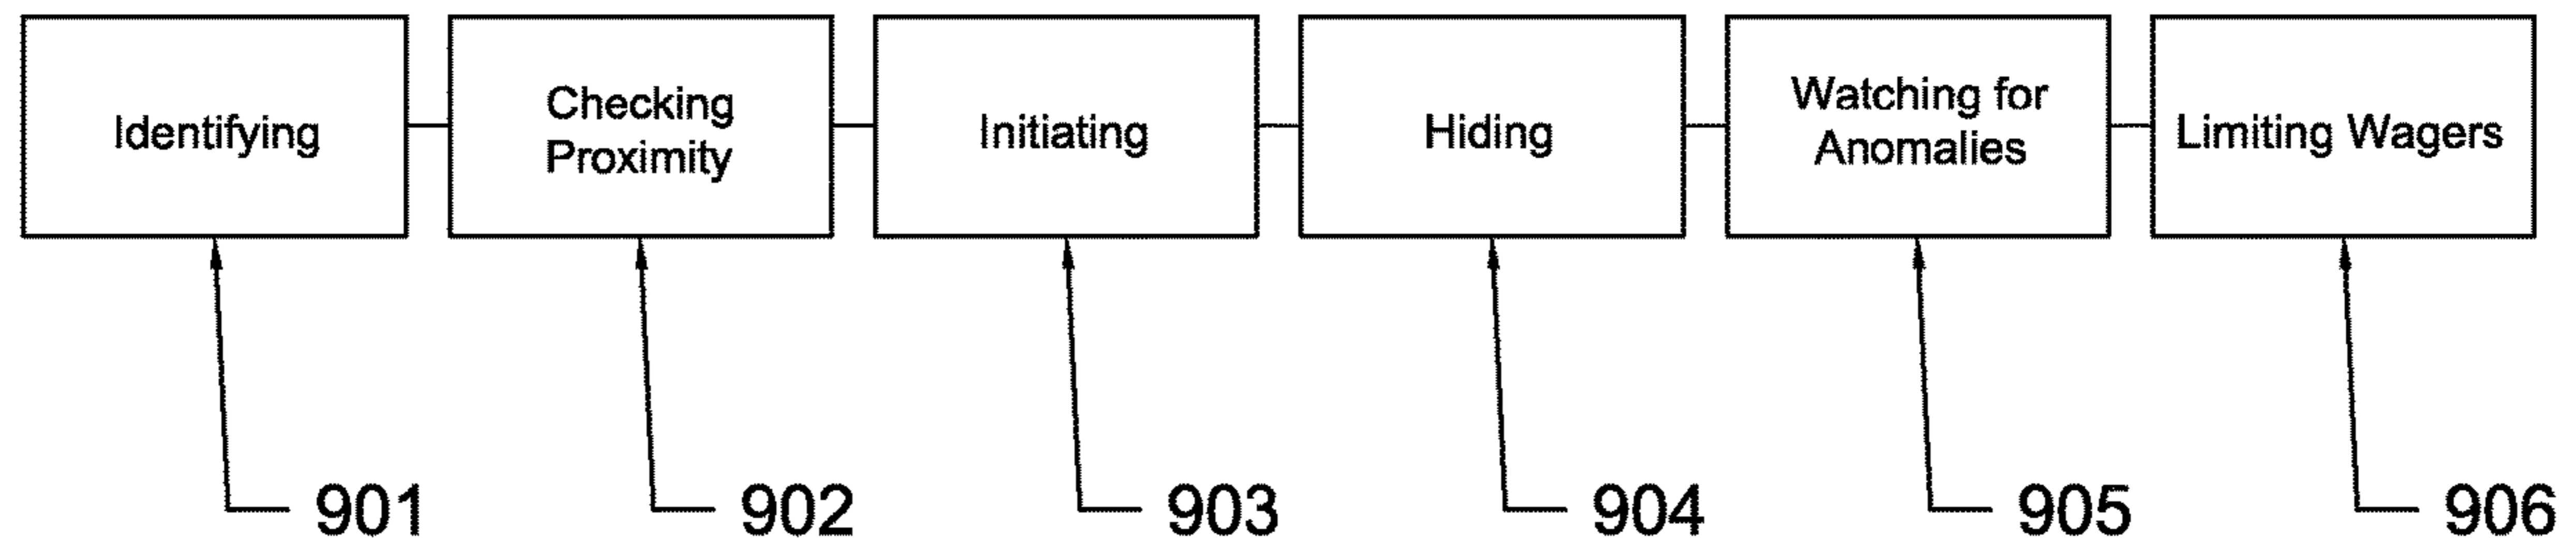 Identifying
Checking
Proximity
Initiating
Hiding
Watching for
Anomalies
Limiting Wagers
901
902
903
904
905
906